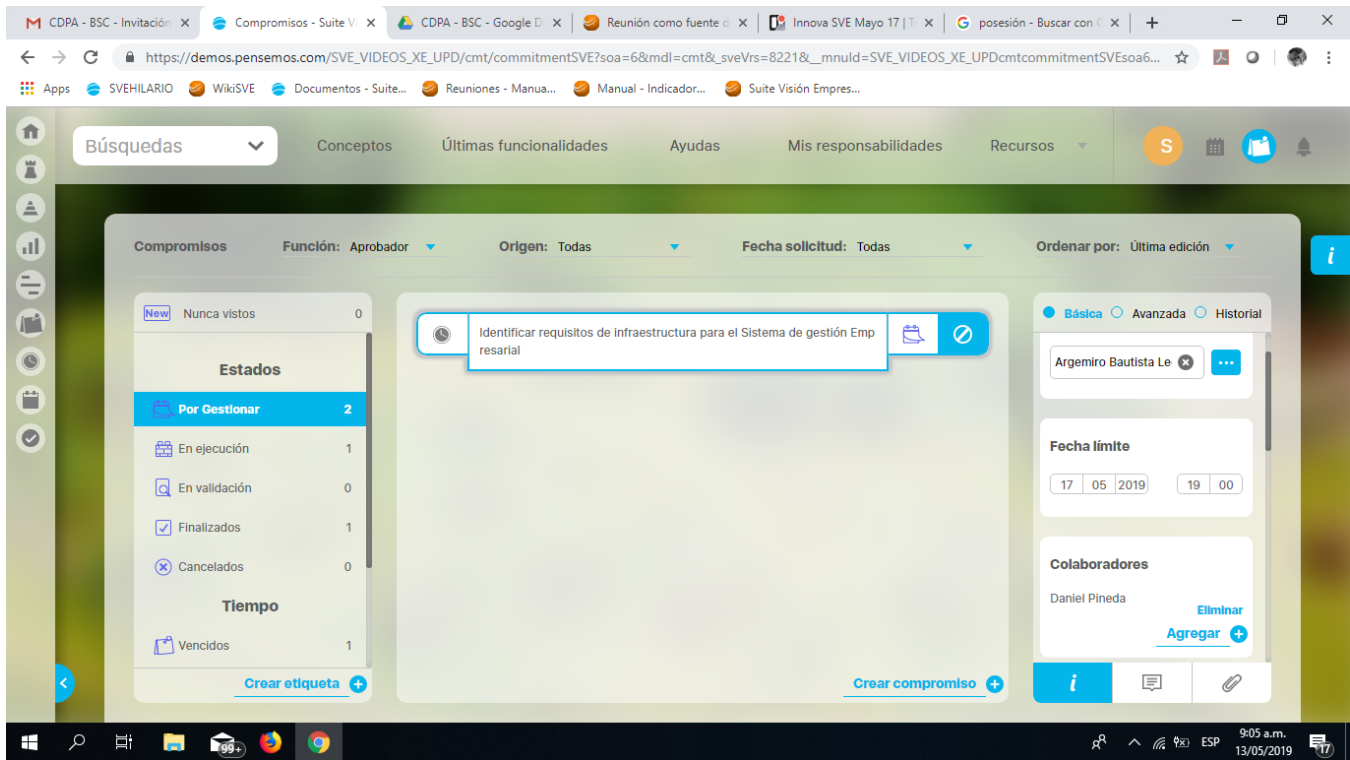 CDPA - BSC - Invitación
Compromisos - Suite Vi
CDPA - BSC - Google D
Reunión como fuente d
Innova SVE Mayo 17 | T
posesión - Buscar con G
https://demos.pensemos.com/SVE_VIDEOS_XE_UPD/cmt/commitmentSVE?soa=6&mdl=cmt&_sveVrs=8221&__mnuId=SVE_VIDEOS_XE_UPDcmtcommitmentSVEsoa6...
Apps
SVEHILARIO
WikiSVE
Documentos - Suite...
Reuniones - Manua...
Manual - Indicador...
Suite Visión Empres...
Búsquedas
Conceptos
Últimas funcionalidades
Ayudas
Mis responsabilidades
Recursos
S
Compromisos
Función: Aprobador
Origen: Todas
Fecha solicitud: Todas
Ordenar por: Última edición
i
New Nunca vistos 0
Estados
Por Gestionar 2
En ejecución 1
En validación 0
Finalizados 1
Cancelados 0
Tiempo
Vencidos 1
Crear etiqueta
Identificar requisitos de infraestructura para el Sistema de gestión Emp
resarial
Crear compromiso
Básica Avanzada Historial
Argemiro Bautista Le
Fecha límite
17 05 2019 19 00
Colaboradores
Daniel Pineda
Eliminar
Agregar
i
99+
ESP
9:05 a.m.
13/05/2019
17